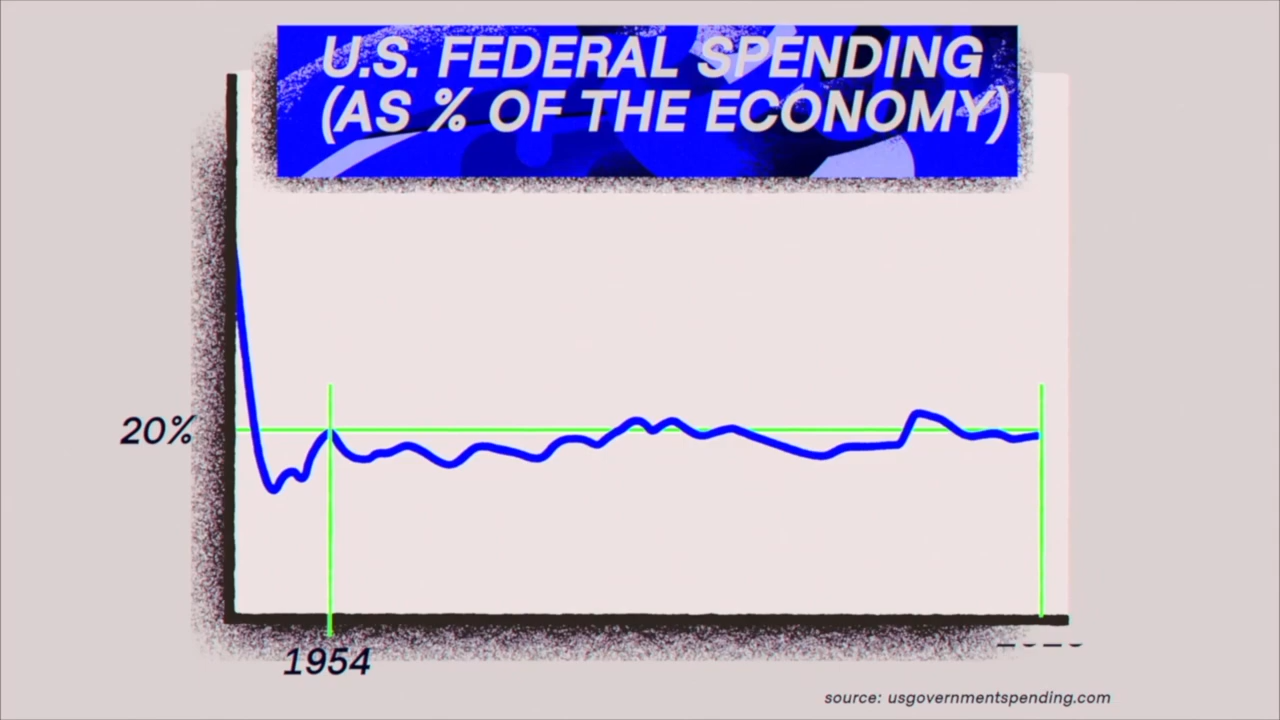 U.S. FEDERAL SPENDING
(AS % OF THE ECONOMY)
20%
1954
source: usgovernmentspending.com